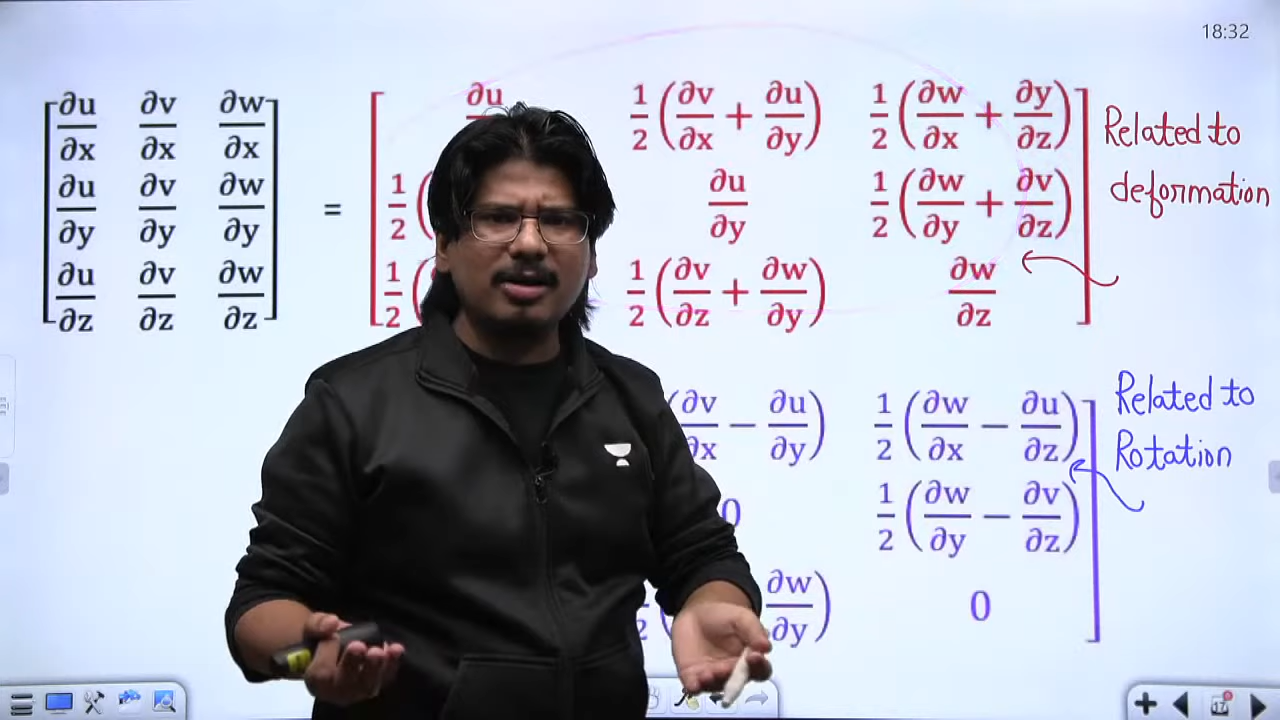 18:32
∂u ∂v ∂w
∂x ∂x ∂x
∂u ∂v ∂w
∂y ∂y ∂y
∂u ∂v ∂w
∂z ∂z ∂z
=
∂u 1/2 (∂v/∂x + ∂u/∂y) 1/2 (∂w/∂x + ∂y/∂z)
1/2 ( ∂u/∂y 1/2 (∂w/∂y + ∂v/∂z)
1/2 ( 1/2 (∂v/∂z + ∂w/∂y) ∂w/∂z
Related to
deformation
(∂v/∂x − ∂u/∂y) 1/2 (∂w/∂x − ∂u/∂z)
0 1/2 (∂w/∂y − ∂v/∂z)
∂w/∂y) 0
Related to
Rotation
17